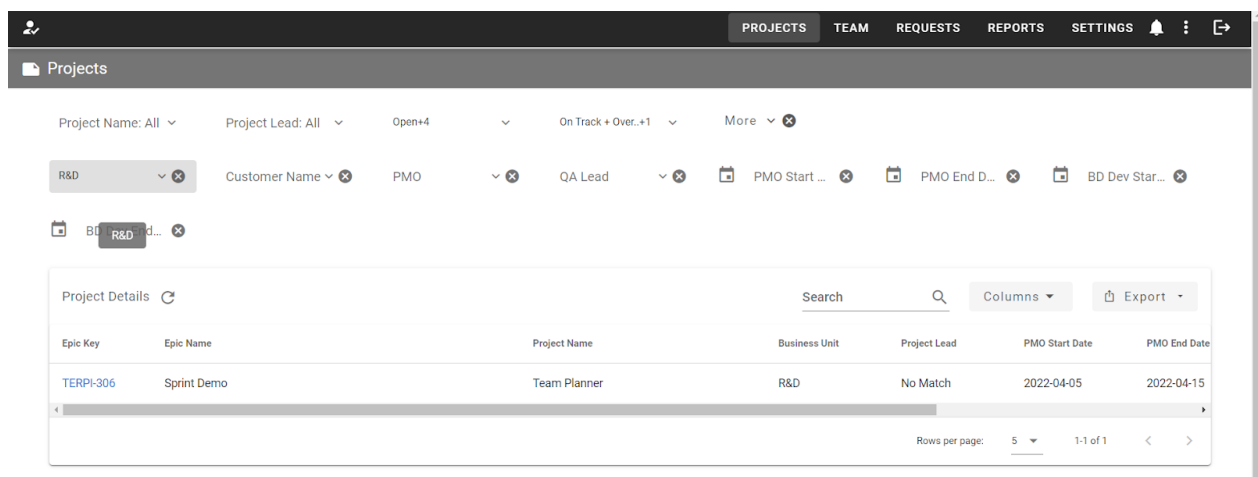 PROJECTS TEAM REQUESTS REPORTS SETTINGS
Projects
Project Name: All Project Lead: All Open+4 On Track + Over..+1 More
R&D Customer Name PMO QA Lead PMO Start ... PMO End D... BD Dev Star...
BD Dev End...
R&D
Project Details Search Columns Export
Epic Key Epic Name Project Name Business Unit Project Lead PMO Start Date PMO End Date
TERPI-306 Sprint Demo Team Planner R&D No Match 2022-04-05 2022-04-15
Rows per page: 5 1-1 of 1